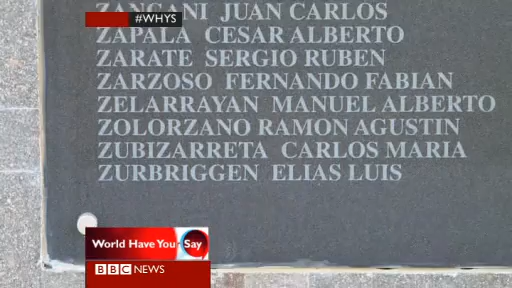 #WHYS
ZANGANI JUAN CARLOS
ZAPALA CESAR ALBERTO
ZARATE SERGIO RUBEN
ZARZOSO FERNANDO FABIAN
ZELARRAYAN MANUEL ALBERTO
ZOLORZANO RAMON AGUSTIN
ZUBIZARRETA CARLOS MARIA
ZURBRIGGEN ELIAS LUIS
World Have Your Say
BBC NEWS